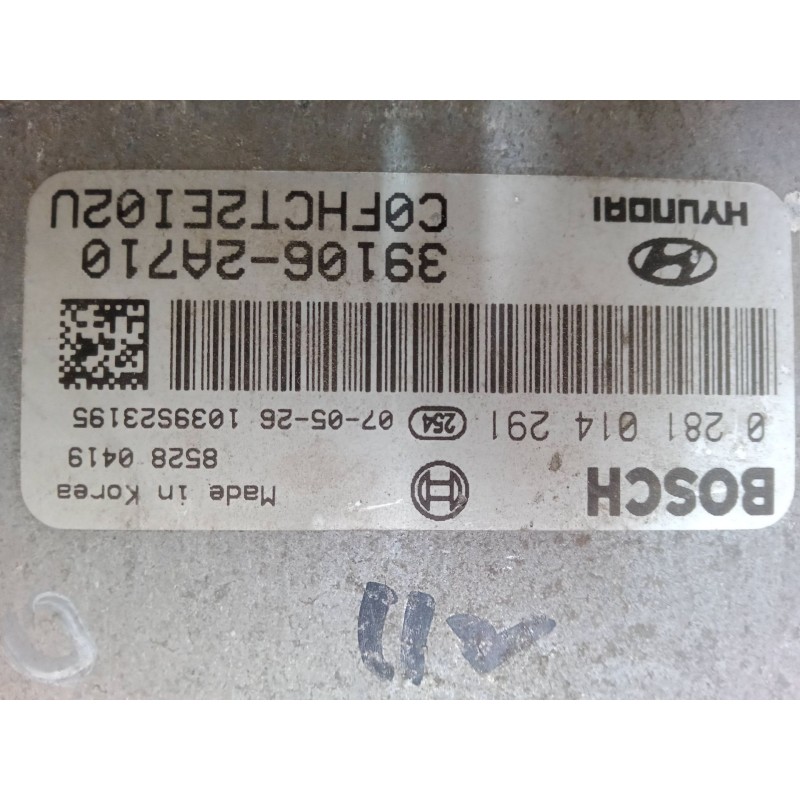 BOSCH
Made in Korea
8528 0419
0 281 014 291 254 07-05-26 1039S23195
39106-2A710
HYUNDAI
C0FHCT2EI02U